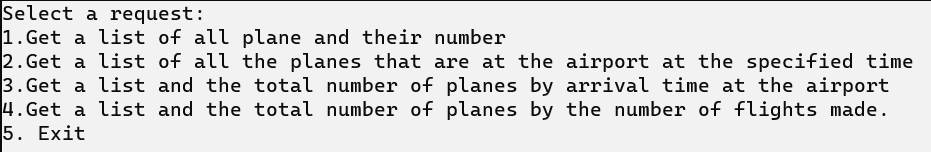 Select a request:
1.Get a list of all plane and their number
2.Get a list of all the planes that are at the airport at the specified time
3.Get a list and the total number of planes by arrival time at the airport
4.Get a list and the total number of planes by the number of flights made.
5. Exit